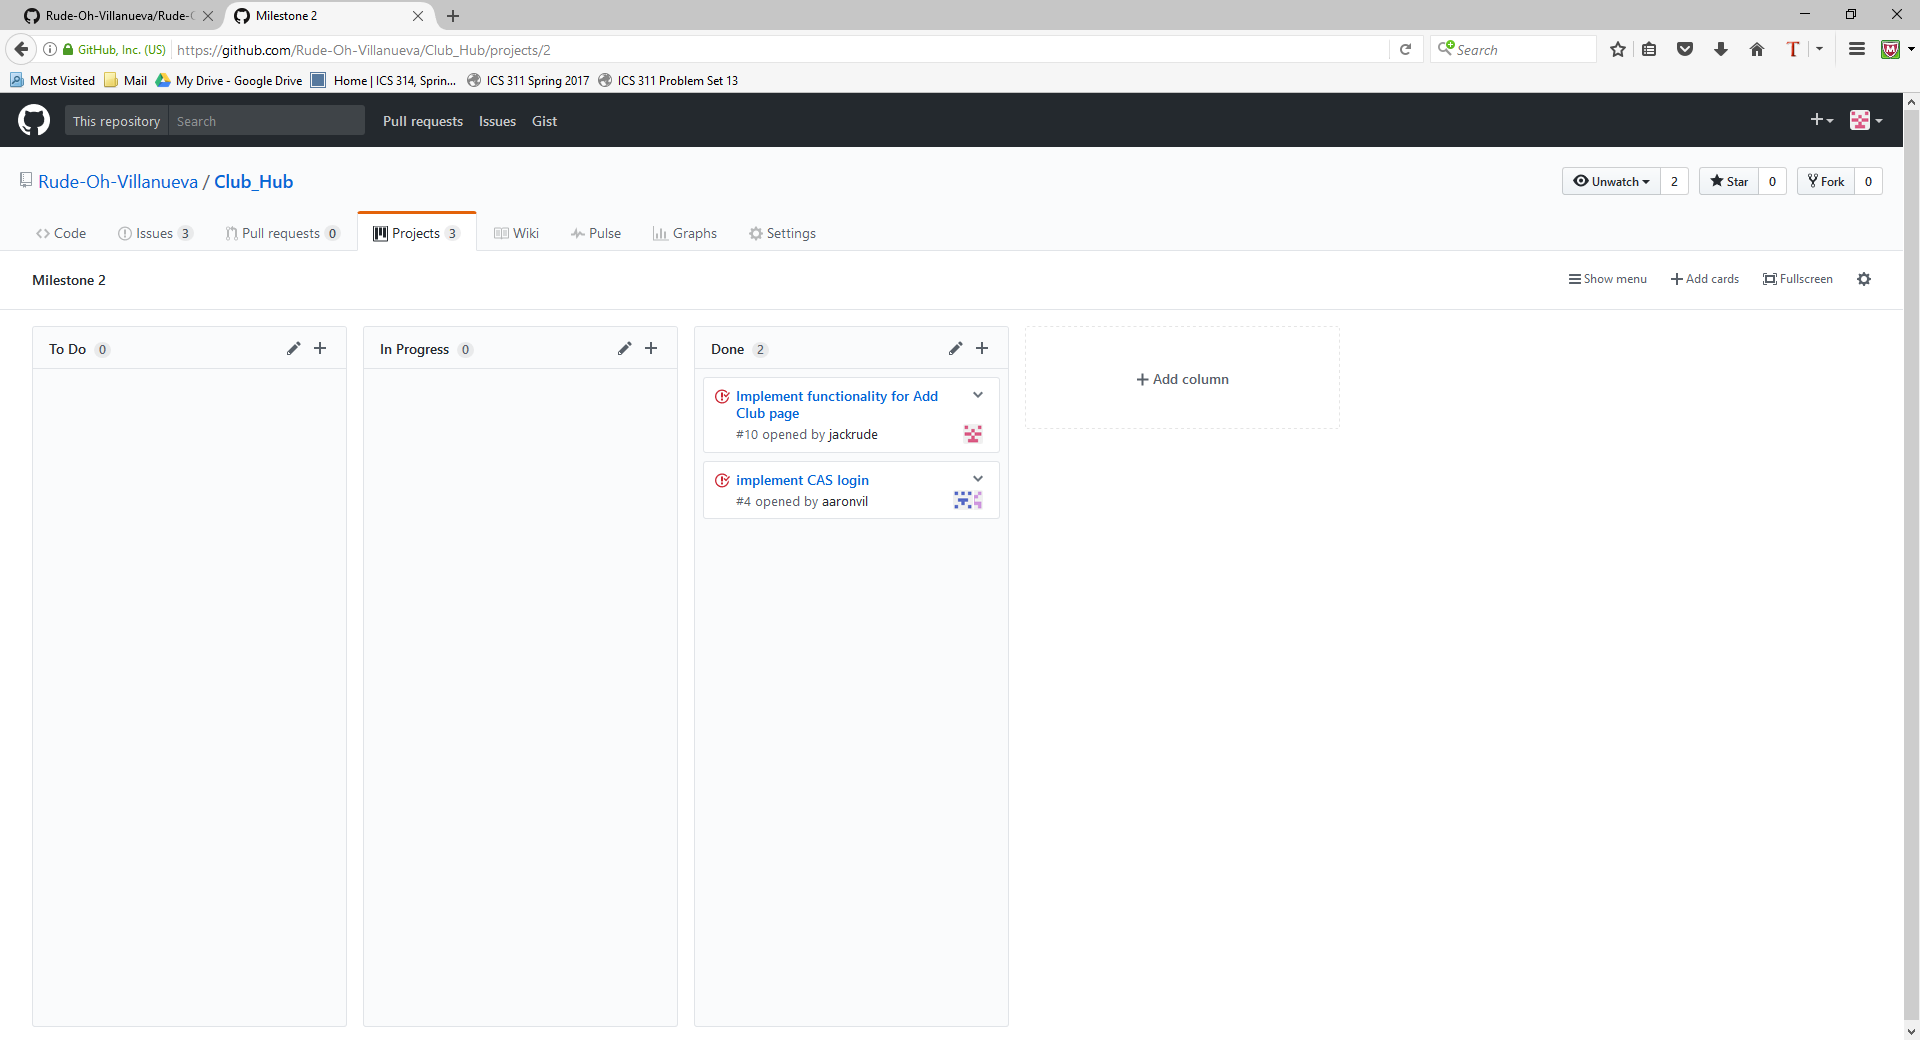 Rude-Oh-Villanueva/Rude-
Milestone 2
GitHub, Inc. (US)
https://github.com/Rude-Oh-Villanueva/Club_Hub/projects/2
Search
Most Visited
Mail
My Drive - Google Drive
Home | ICS 314, Sprin...
ICS 311 Spring 2017
ICS 311 Problem Set 13
This repository
Search
Pull requests
Issues
Gist
Rude-Oh-Villanueva / Club_Hub
Unwatch 2
Star 0
Fork 0
Code
Issues 3
Pull requests 0
Projects 3
Wiki
Pulse
Graphs
Settings
Milestone 2
Show menu
Add cards
Fullscreen
To Do 0
In Progress 0
Done 2
Add column
Implement functionality for Add
Club page
#10 opened by jackrude
implement CAS login
#4 opened by aaronvil